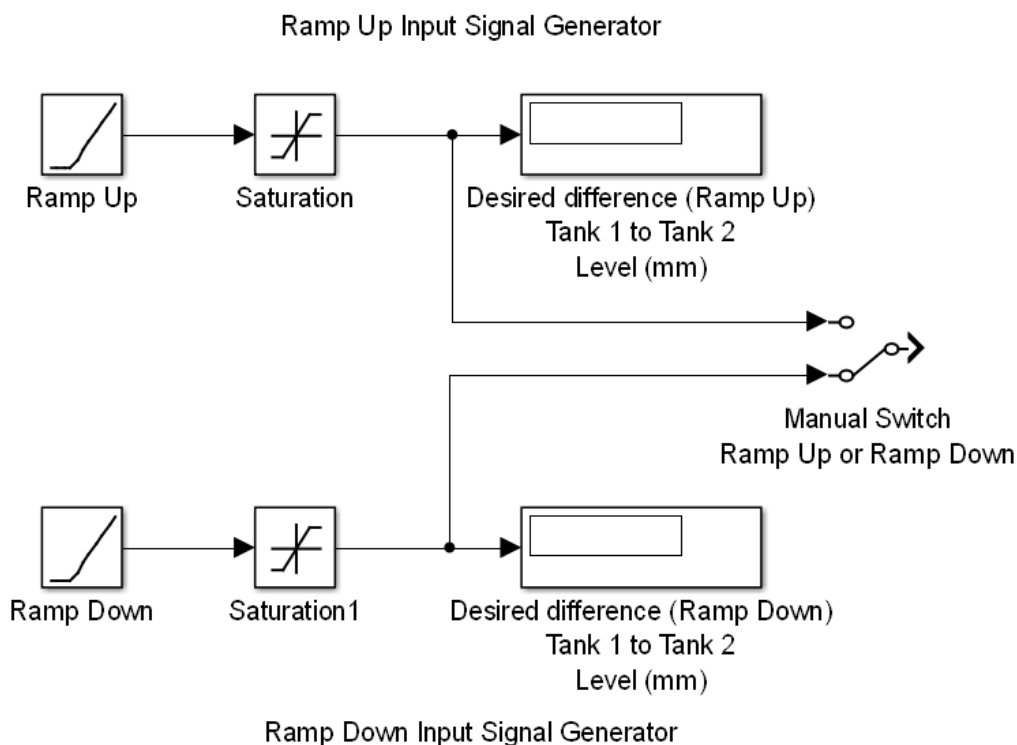 Ramp Up Input Signal Generator
Ramp Up
Saturation
Desired difference (Ramp Up)
Tank 1 to Tank 2
Level (mm)
Manual Switch
Ramp Up or Ramp Down
Ramp Down
Saturation1
Desired difference (Ramp Down)
Tank 1 to Tank 2
Level (mm)
Ramp Down Input Signal Generator